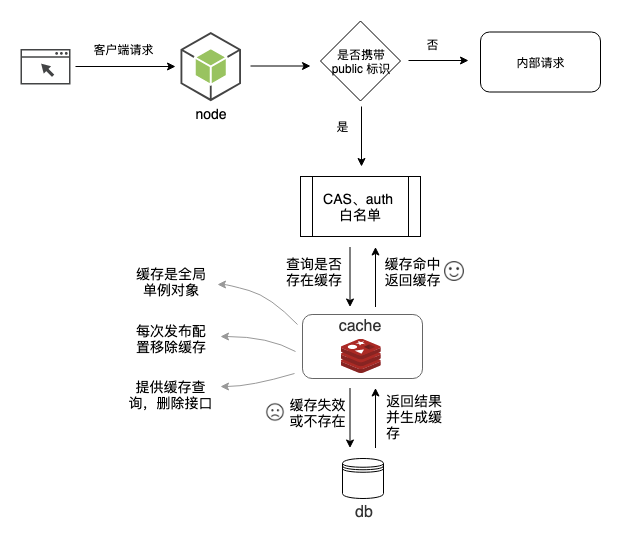 客户端请求
node
是否携带
public 标识
否
内部请求
是
CAS、auth
白名单
查询是否
存在缓存
缓存命中
返回缓存
缓存是全局
单例对象
cache
每次发布配
置移除缓存
提供缓存查
询，删除接口
缓存失效
或不存在
返回结果
并生成缓
存
db